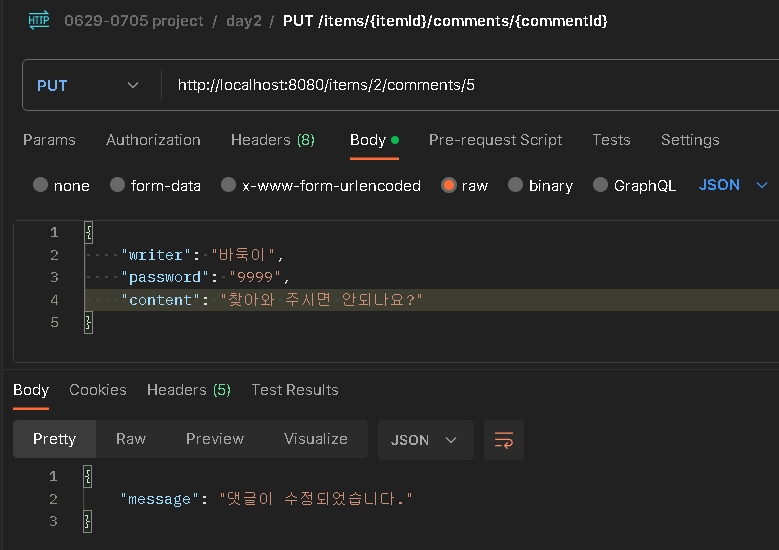 HTTP 0629-0705 project / day2 / PUT /items/{itemId}/comments/{commentId}
PUT http://localhost:8080/items/2/comments/5
Params Authorization Headers (8) Body Pre-request Script Tests Settings
none form-data x-www-form-urlencoded raw binary GraphQL JSON
1 {
2 "writer": "바둑이",
3 "password": "9999",
4 "content": "찾아와 주시면 안되나요?"
5 }
Body Cookies Headers (5) Test Results
Pretty Raw Preview Visualize JSON
1 {
2 "message": "댓글이 수정되었습니다."
3 }